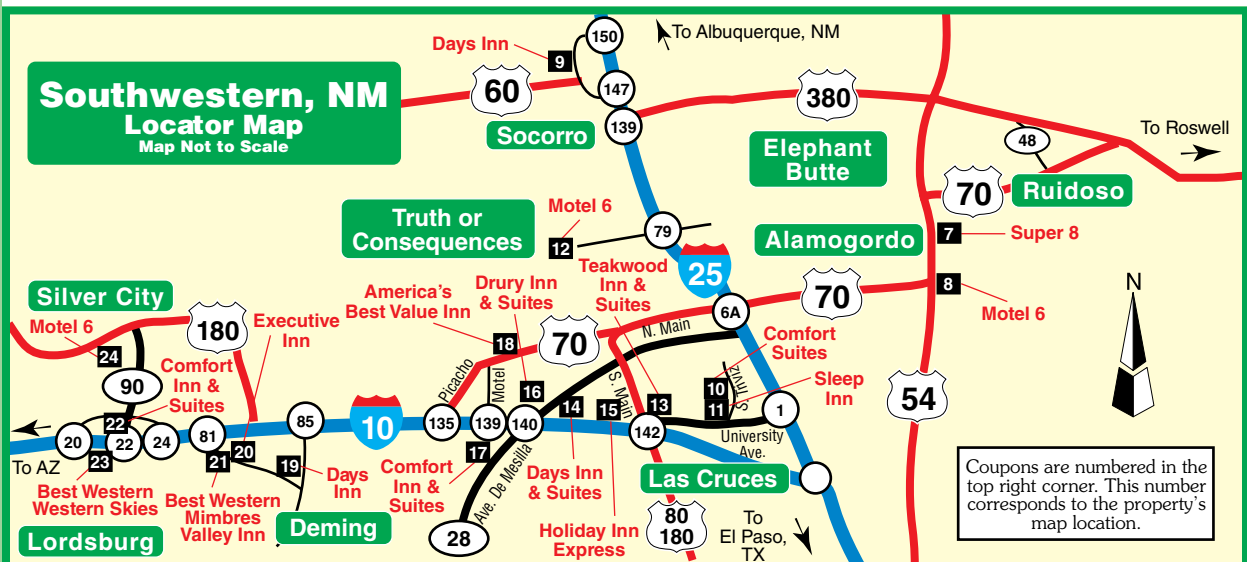 Southwestern, NM
Locator Map
Map Not to Scale
Days Inn
9
150
To Albuquerque, NM
60
147
139
380
Socorro
Elephant
Butte
48
To Roswell
70
Ruidoso
Truth or
Consequences
Motel 6
12
79
25
Alamogordo
7
Super 8
8
Motel 6
70
6A
N
Silver City
Motel 6
24
180
90
Executive
Inn
Comfort
Inn &
Suites
America's
Best Value Inn
18
Drury Inn
& Suites
Teakwood
Inn &
Suites
70
N. Main
S. Main
Picacho
Motel
16
14
15
13
Comfort
Suites
10
11
Sleep
Inn
S. Triviz
54
To AZ
20
22
22
24
23
Best Western
Western Skies
Lordsburg
81
21
20
Best Western
Mimbres
Valley Inn
85
19
Days
Inn
Deming
10
135
139
140
17
Comfort
Inn &
Suites
Ave. De Mesilla
28
Days Inn
& Suites
Holiday Inn
Express
142
1
University
Ave.
Las Cruces
80
180
To
El Paso,
TX
Coupons are numbered in the
top right corner. This number
corresponds to the property's
map location.